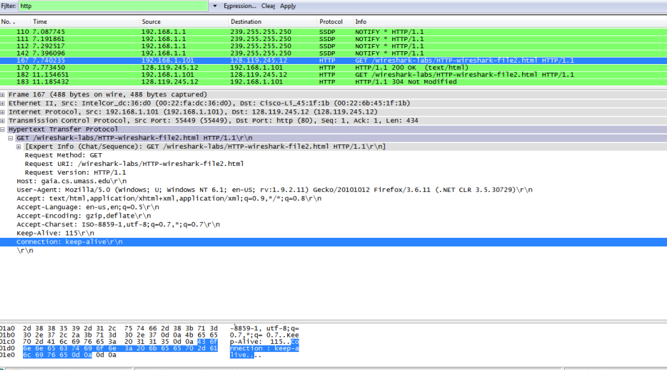 Filter: http Expression... Clear Apply
No. . Time Source Destination Protocol Info
110 7.087745 192.168.1.1 239.255.255.250 SSDP NOTIFY * HTTP/1.1
111 7.191861 192.168.1.1 239.255.255.250 SSDP NOTIFY * HTTP/1.1
112 7.292517 192.168.1.1 239.255.255.250 SSDP NOTIFY * HTTP/1.1
142 7.396096 192.168.1.1 239.255.255.250 SSDP NOTIFY * HTTP/1.1
167 7.740235 192.168.1.101 128.119.245.12 HTTP GET /wireshark-labs/HTTP-wireshark-file2.html HTTP/1.1
170 7.773450 128.119.245.12 192.168.1.101 HTTP HTTP/1.1 200 OK (text/html)
182 11.154651 192.168.1.101 128.119.245.12 HTTP GET /wireshark-labs/HTTP-wireshark-file2.html HTTP/1.1
183 11.185432 128.119.245.12 192.168.1.101 HTTP HTTP/1.1 304 Not Modified
Frame 167 (488 bytes on wire, 488 bytes captured)
Ethernet II, Src: IntelCor_dc:36:d0 (00:22:fa:dc:36:d0), Dst: Cisco-Li_45:1f:1b (00:22:6b:45:1f:1b)
Internet Protocol, Src: 192.168.1.101 (192.168.1.101), Dst: 128.119.245.12 (128.119.245.12)
Transmission Control Protocol, Src Port: 55449 (55449), Dst Port: http (80), Seq: 1, Ack: 1, Len: 434
Hypertext Transfer Protocol
GET /wireshark-labs/HTTP-wireshark-file2.html HTTP/1.1\r\n
[Expert Info (Chat/Sequence): GET /wireshark-labs/HTTP-wireshark-file2.html HTTP/1.1\r\n]
Request Method: GET
Request URI: /wireshark-labs/HTTP-wireshark-file2.html
Request Version: HTTP/1.1
Host: gaia.cs.umass.edu\r\n
User-Agent: Mozilla/5.0 (Windows; U; Windows NT 6.1; en-US; rv:1.9.2.11) Gecko/20101012 Firefox/3.6.11 (.NET CLR 3.5.30729)\r\n
Accept: text/html,application/xhtml+xml,application/xml;q=0.9,*/*;q=0.8\r\n
Accept-Language: en-us,en;q=0.5\r\n
Accept-Encoding: gzip,deflate\r\n
Accept-Charset: ISO-8859-1,utf-8;q=0.7,*;q=0.7\r\n
Keep-Alive: 115\r\n
Connection: keep-alive\r\n
\r\n
01a0 2d 38 38 35 39 2d 31 2c 75 74 66 2d 38 3b 71 3d -8859-1, utf-8;q=
01b0 30 2e 37 2c 2a 3b 71 3d 30 2e 37 0d 0a 4b 65 65 0.7,*;q= 0.7..Kee
01c0 70 2d 41 6c 69 76 65 3a 20 31 31 35 0d 0a 43 6f p-Alive: 115..Co
01d0 6e 6e 65 63 74 69 6f 6e 3a 20 6b 65 65 70 2d 61 nnection : keep-a
01e0 6c 69 76 65 0d 0a 0d 0a live.. ..